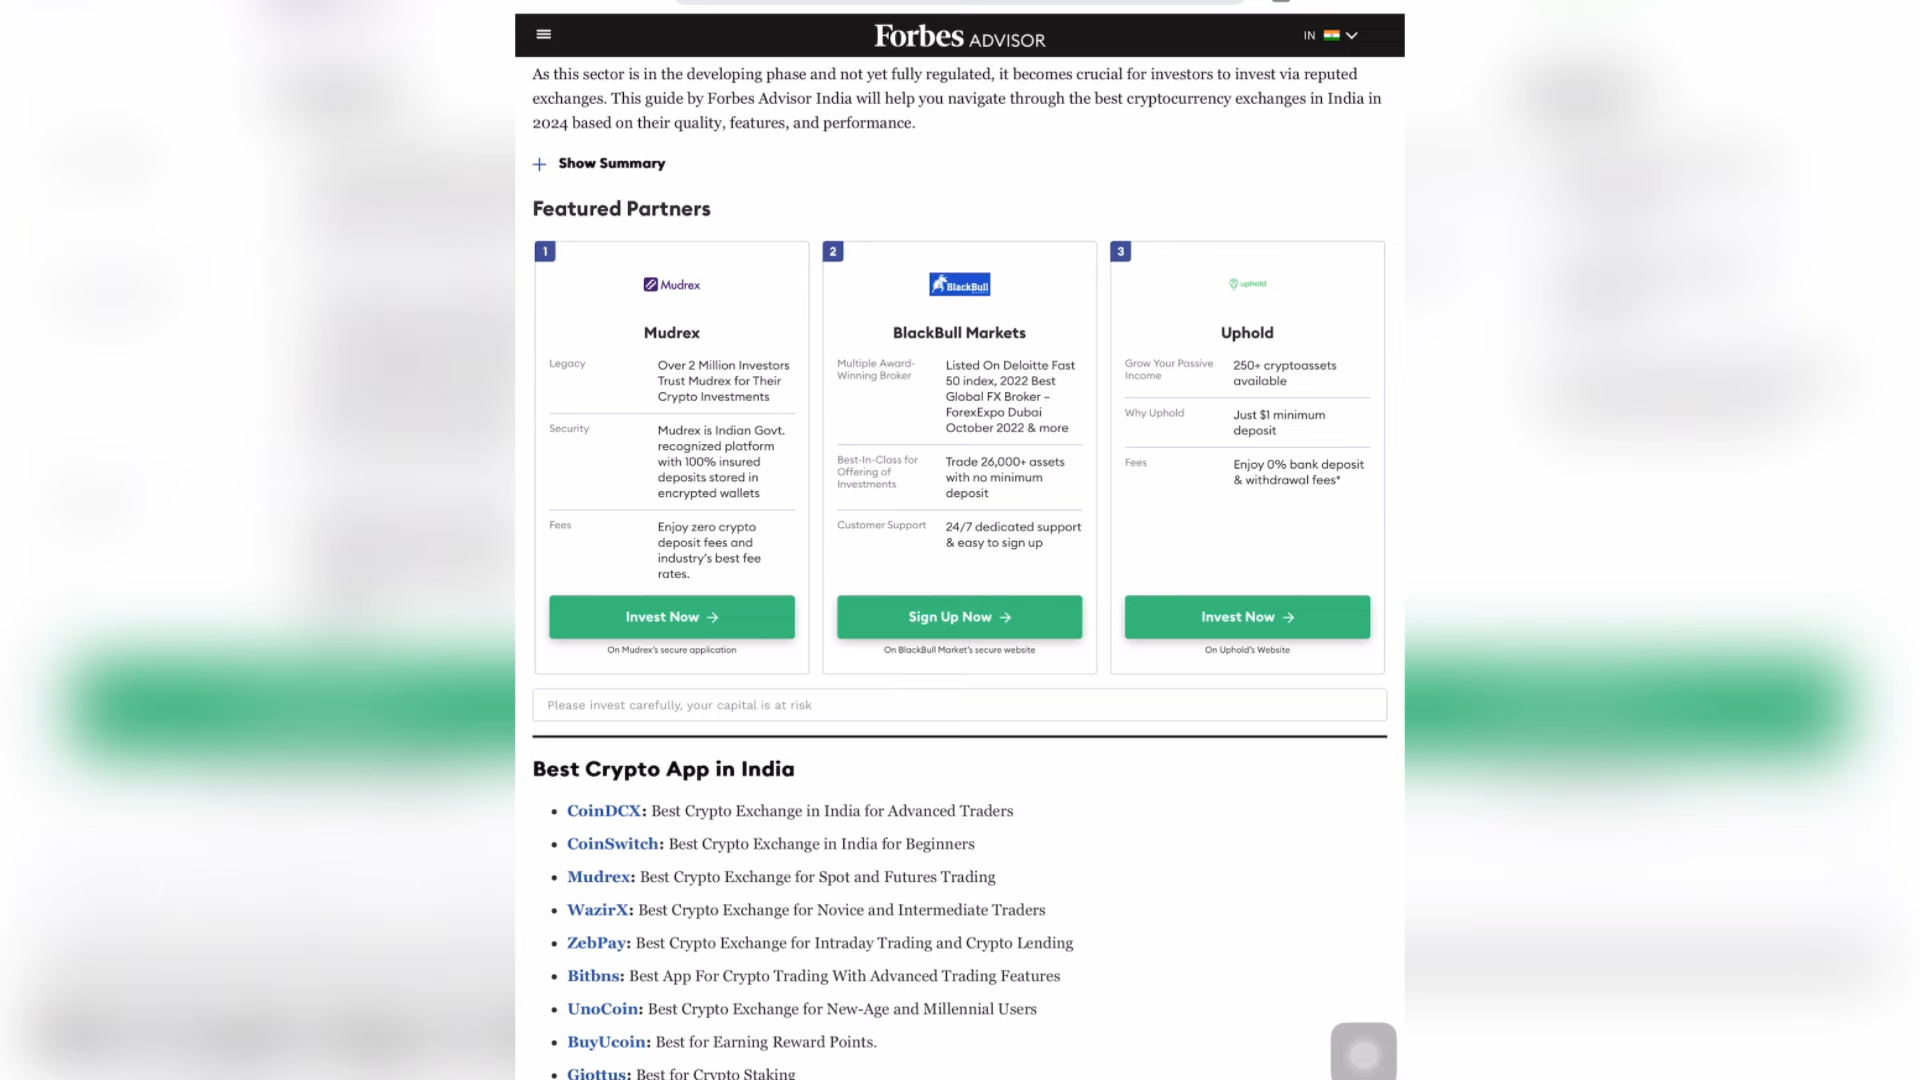 Forbes ADVISOR
IN
As this sector is in the developing phase and not yet fully regulated, it becomes crucial for investors to invest via reputed
exchanges. This guide by Forbes Advisor India will help you navigate through the best cryptocurrency exchanges in India in
2024 based on their quality, features, and performance.
+ Show Summary
Featured Partners
1
Mudrex
Mudrex
Legacy
Over 2 Million Investors
Trust Mudrex for Their
Crypto Investments
Security
Mudrex is Indian Govt.
recognized platform
with 100% insured
deposits stored in
encrypted wallets
Fees
Enjoy zero crypto
deposit fees and
industry's best fee
rates.
Invest Now →
On Mudrex's secure application
2
BlackBull
BlackBull Markets
Multiple Award-
Winning Broker
Listed On Deloitte Fast
50 index, 2022 Best
Global FX Broker –
ForexExpo Dubai
October 2022 & more
Best-In-Class for
Offering of
Investments
Trade 26,000+ assets
with no minimum
deposit
Customer Support
24/7 dedicated support
& easy to sign up
Sign Up Now →
On BlackBull Market's secure website
3
uphold
Uphold
Grow Your Passive
Income
250+ cryptoassets
available
Why Uphold
Just $1 minimum
deposit
Fees
Enjoy 0% bank deposit
& withdrawal fees*
Invest Now →
On Uphold's Website
Please invest carefully, your capital is at risk
Best Crypto App in India
• CoinDCX: Best Crypto Exchange in India for Advanced Traders
• CoinSwitch: Best Crypto Exchange in India for Beginners
• Mudrex: Best Crypto Exchange for Spot and Futures Trading
• WazirX: Best Crypto Exchange for Novice and Intermediate Traders
• ZebPay: Best Crypto Exchange for Intraday Trading and Crypto Lending
• Bitbns: Best App For Crypto Trading With Advanced Trading Features
• UnoCoin: Best Crypto Exchange for New-Age and Millennial Users
• BuyUcoin: Best for Earning Reward Points.
• Giottus: Best for Crypto Staking